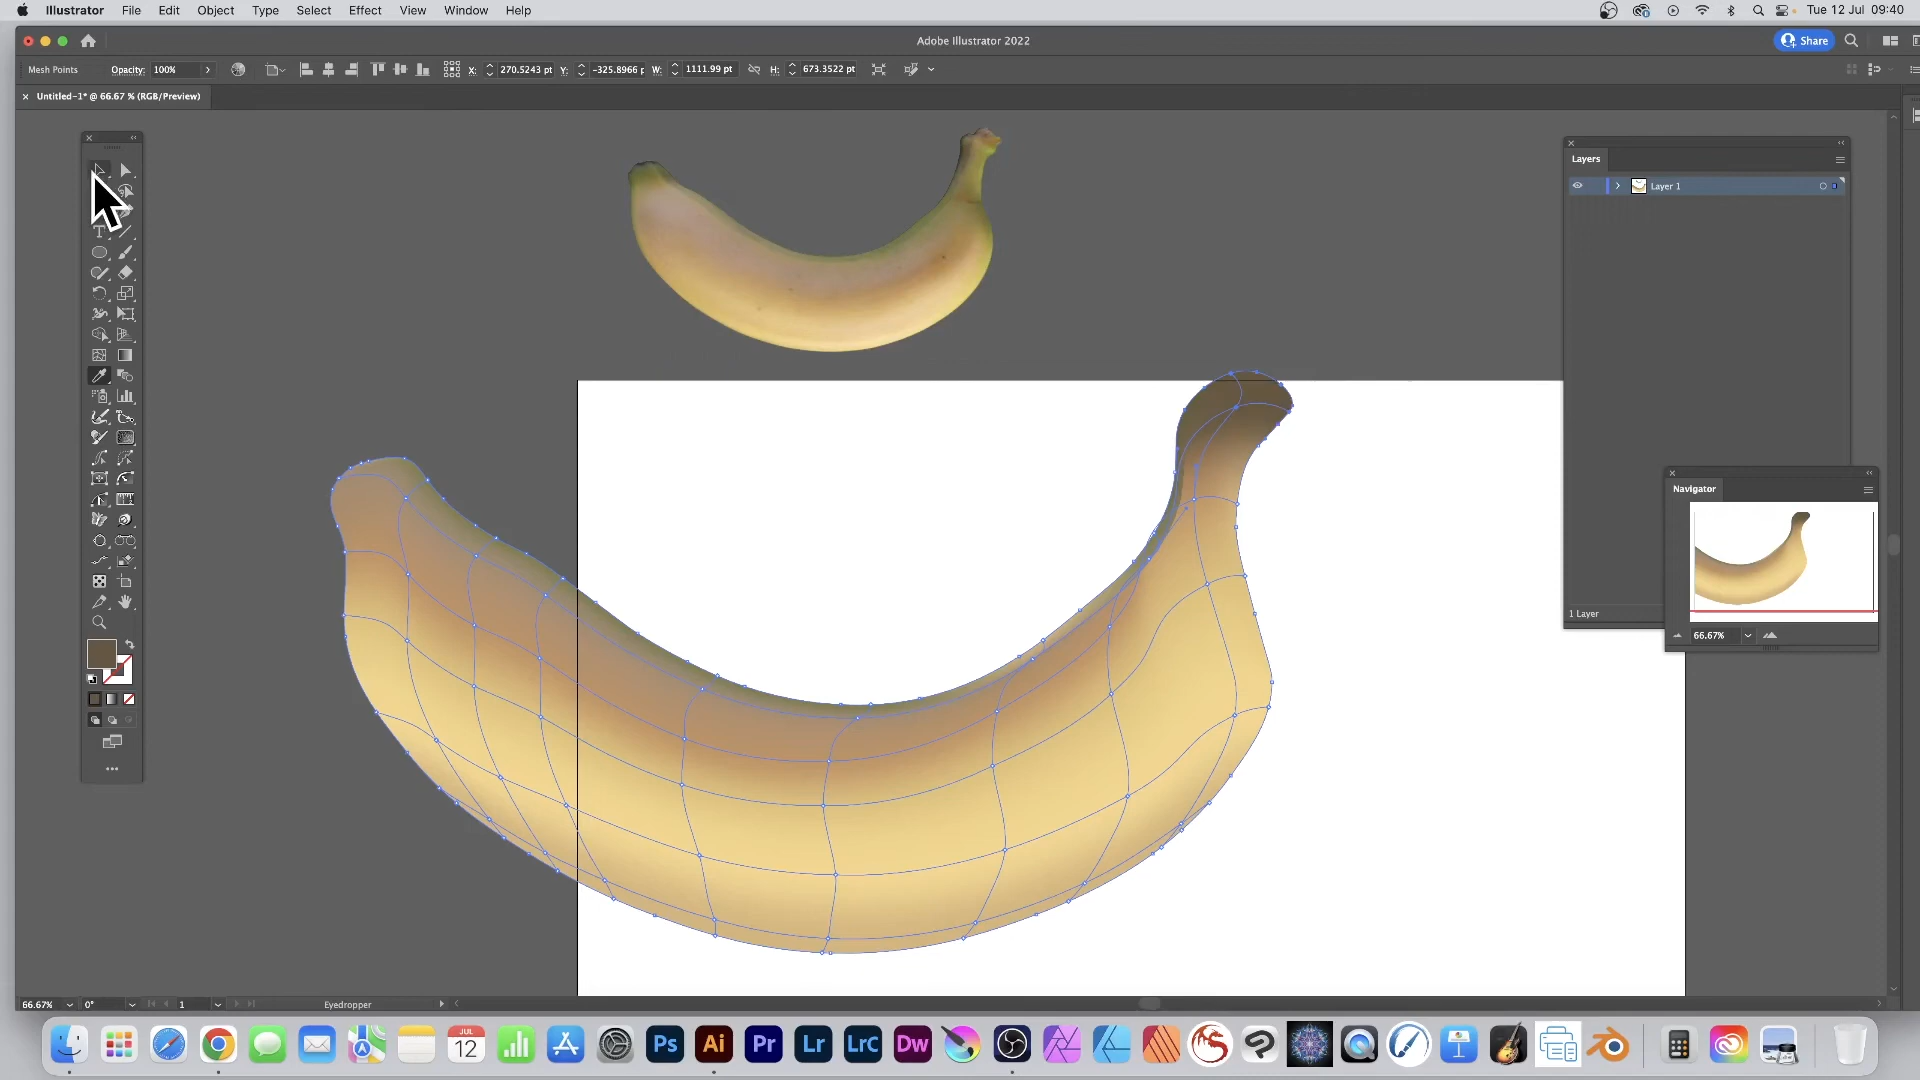 Illustrator File Edit Object Type Select Effect View Window Help Tue 12 Jul 09:40
Adobe Illustrator 2022 Share
Mesh Points Opacity: 100% X: 270.5243 pt Y: -325.8966 p W: 1111.99 pt H: 673.3522 pt
Untitled-1* @ 66.67 % (RGB/Preview)
Layers
Layer 1
T
Navigator
1 Layer
66.67%
66.67% 0° 1 Eyedropper
JUL
12
Ps Ai Pr Lr LrC Dw